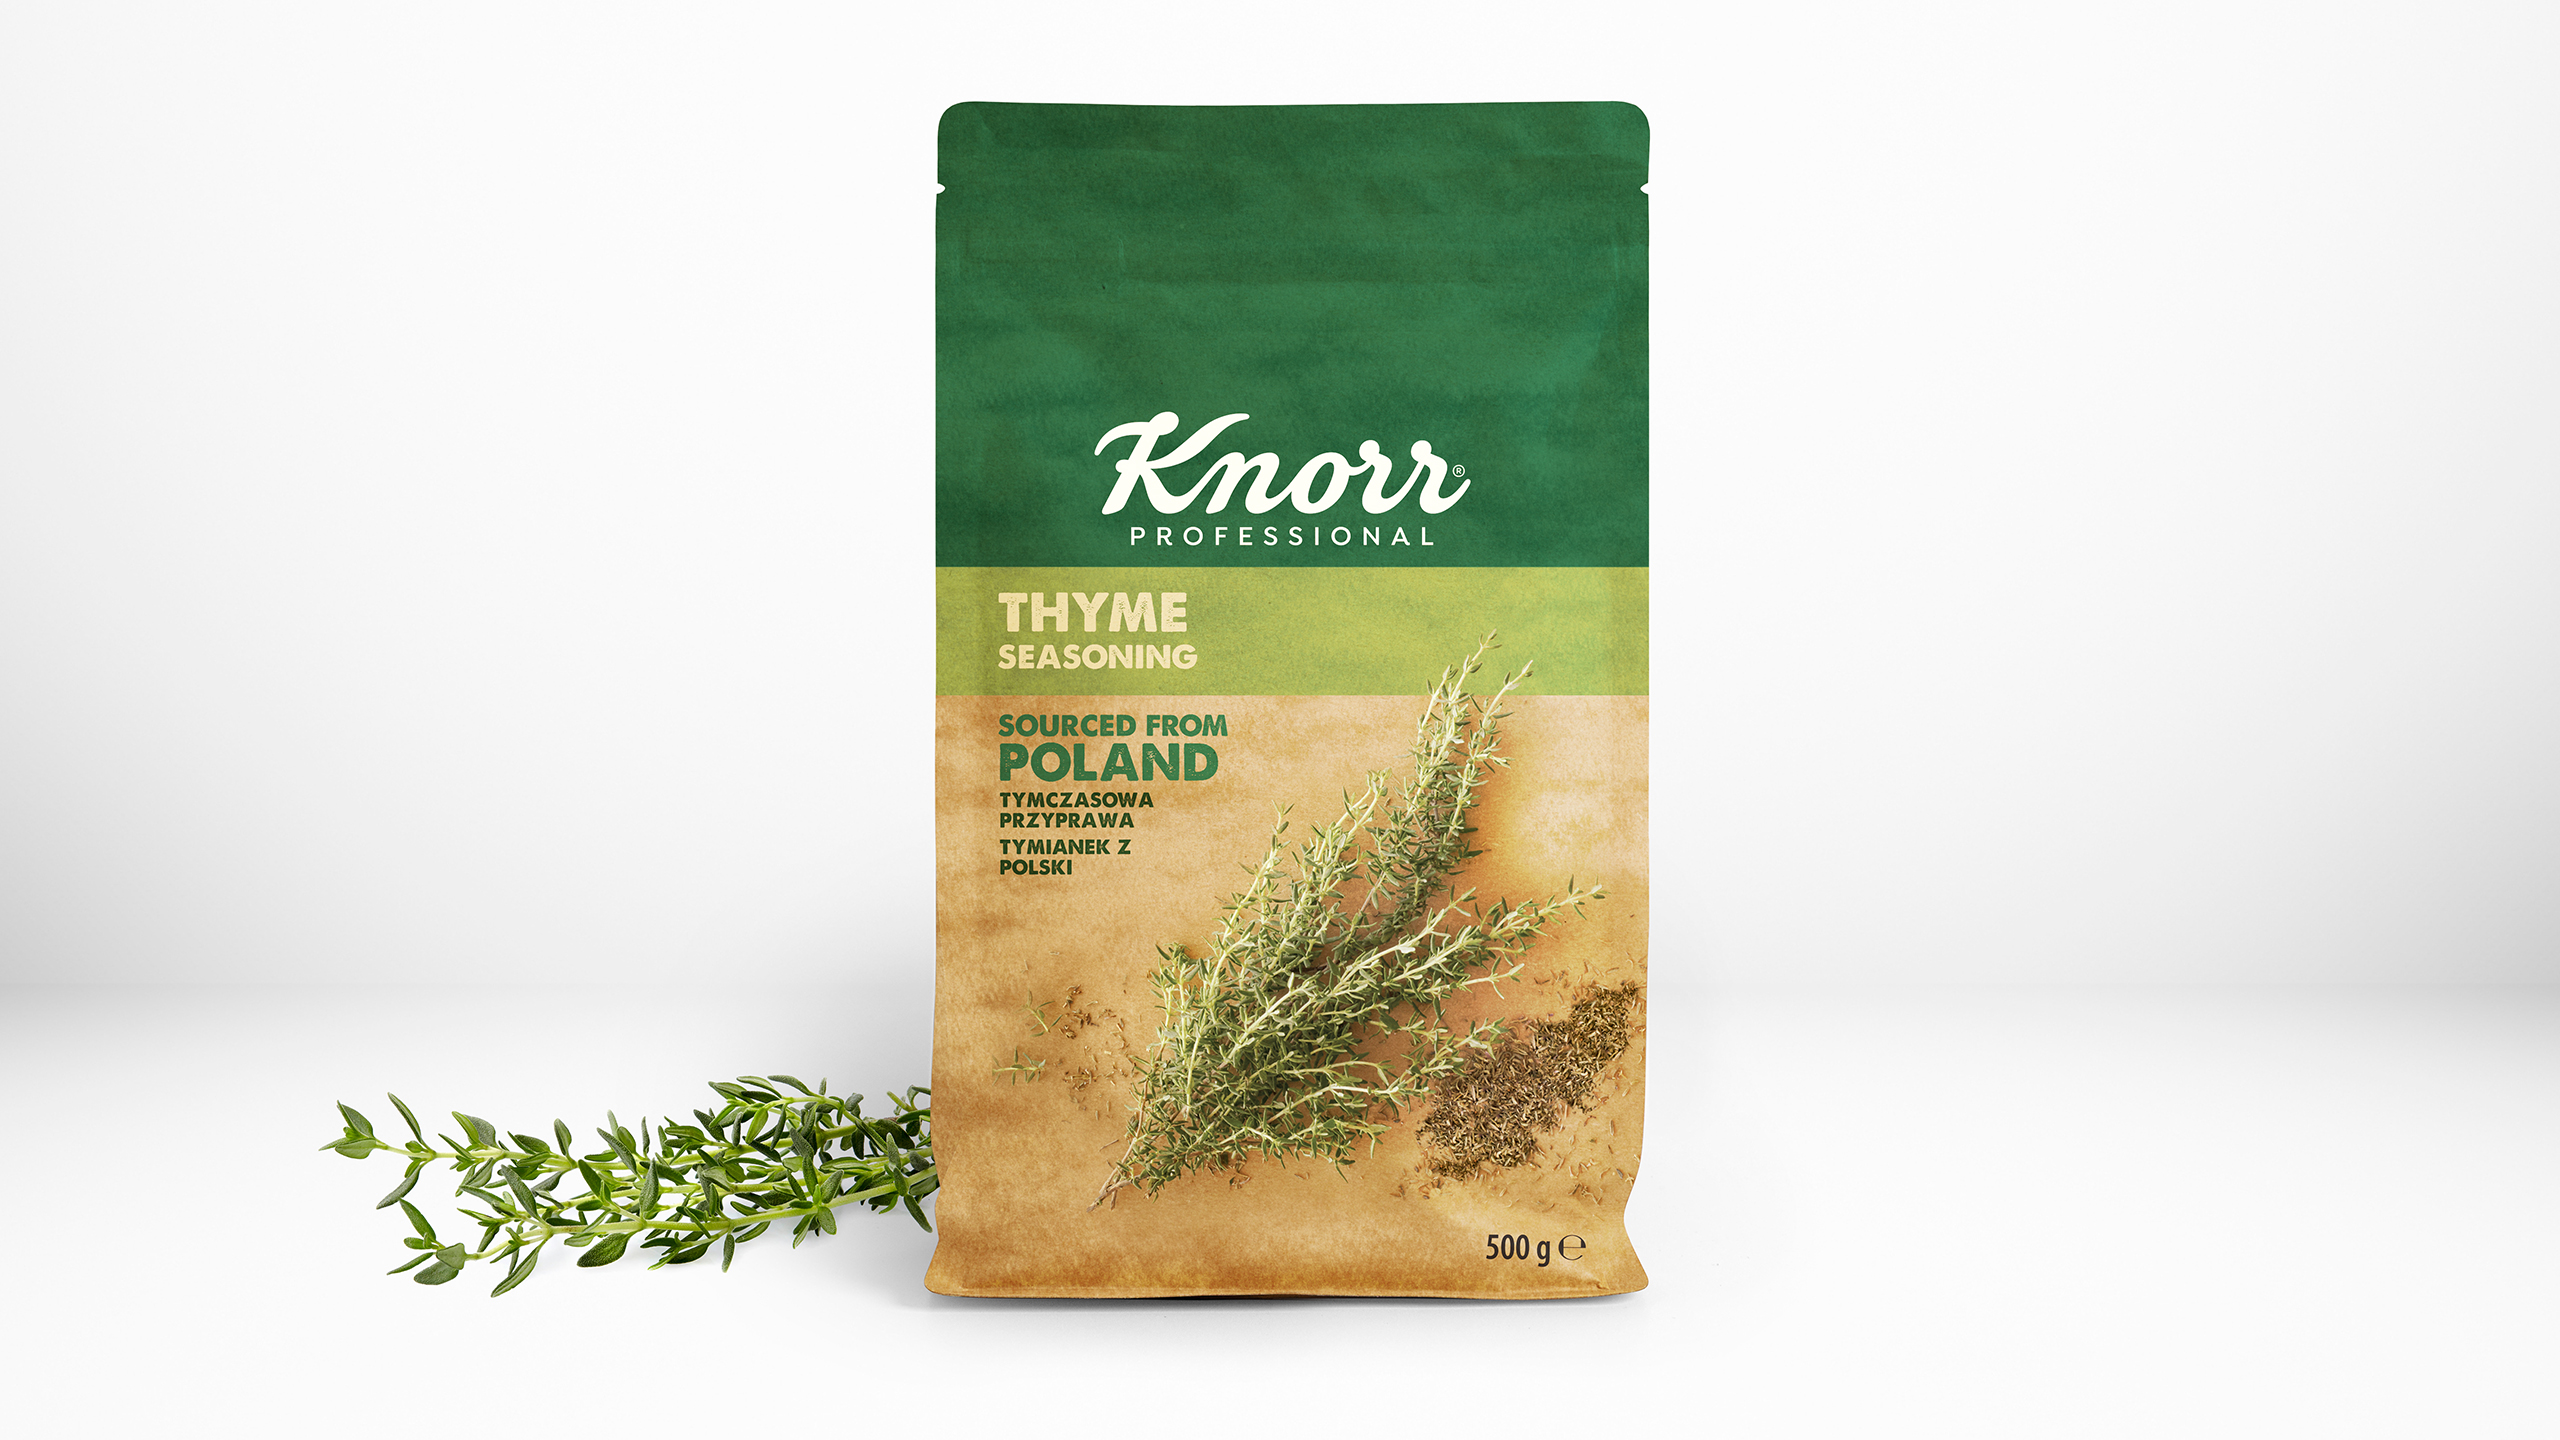 Knorr®
PROFESSIONAL
THYME
SEASONING
SOURCED FROM
POLAND
TYMCZASOWA
PRZYPRAWA
TYMIANEK Z
POLSKI
500 g ℮